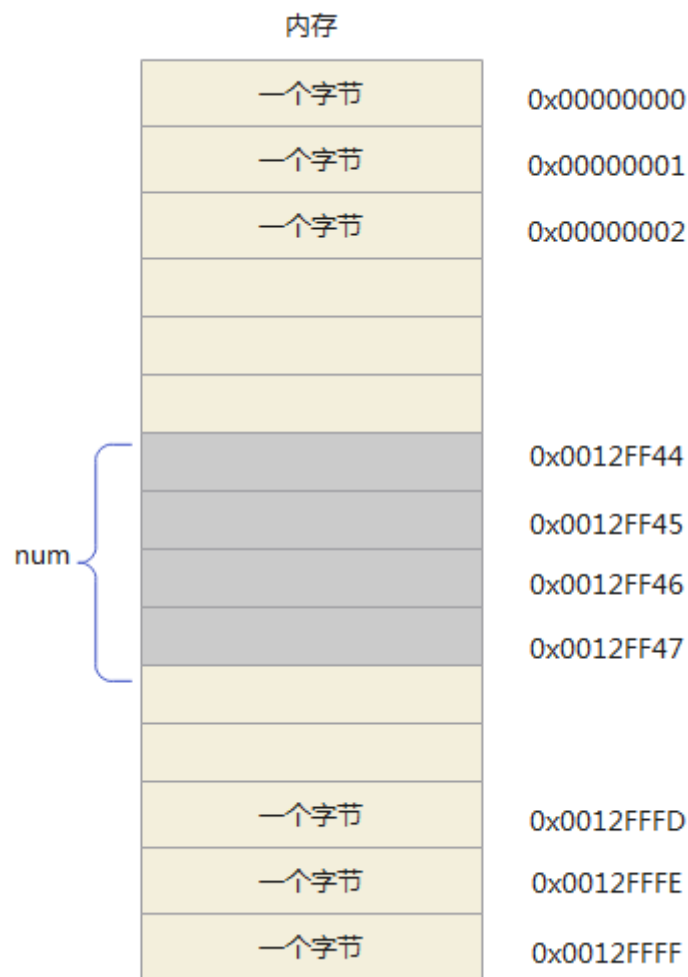 内存
一个字节 0x00000000
一个字节 0x00000001
一个字节 0x00000002
0x0012FF44
0x0012FF45
num
0x0012FF46
0x0012FF47
一个字节 0x0012FFFD
一个字节 0x0012FFFE
一个字节 0x0012FFFF